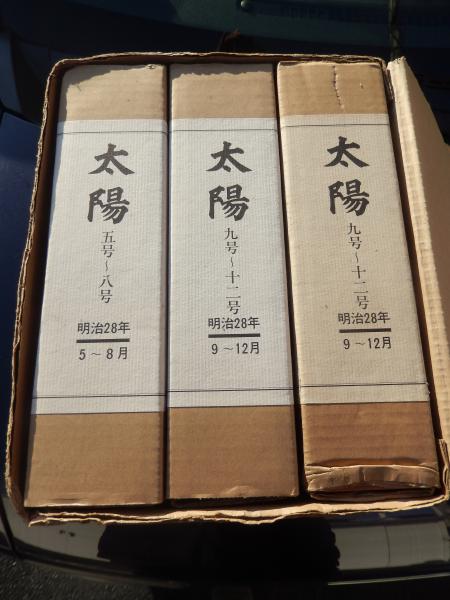 太陽
五号～八号
明治28年
5～8月
太陽
九号～十二号
明治28年
9～12月
太陽
九号～十二号
明治28年
9～12月